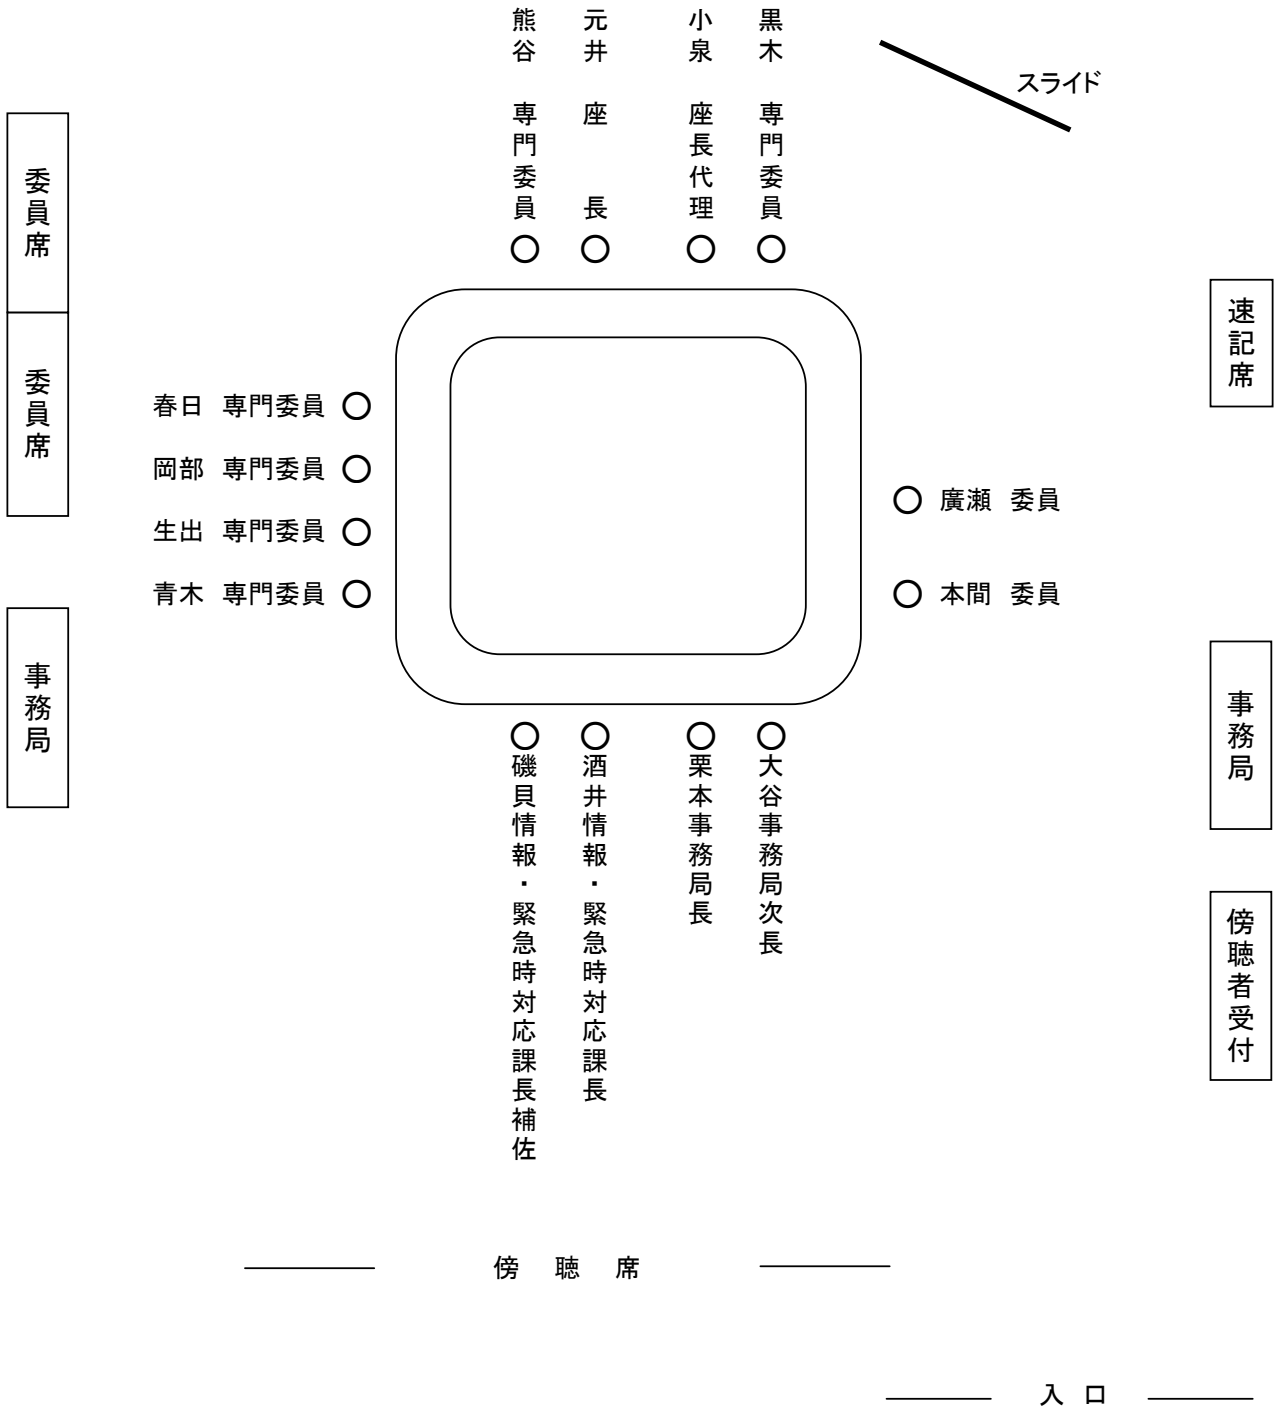 熊谷 専門委員
元井 座 長
小泉 座長代理
黒木 専門委員
スライド
委員席
委員席
速記席
春日 専門委員
岡部 専門委員
生出 専門委員
青木 専門委員
廣瀬 委員
本間 委員
事務局
事務局
磯貝情報・緊急時対応課長補佐
酒井情報・緊急時対応課長
栗本事務局長
大谷事務局次長
傍聴者受付
傍 聴 席
入 口